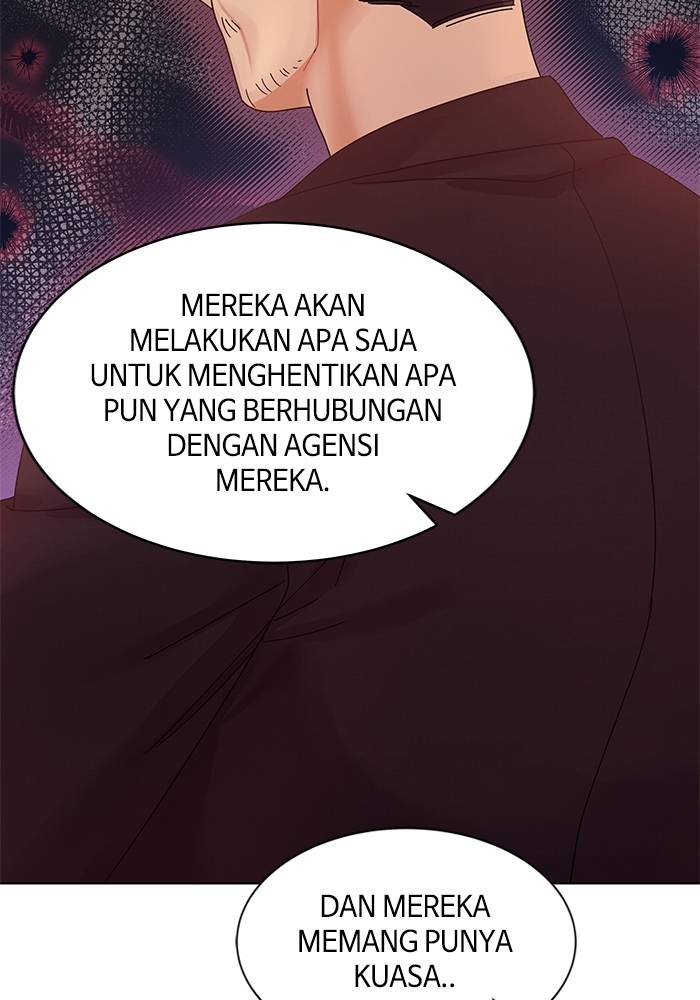 MEREKA AKAN
MELAKUKAN APA SAJA
UNTUK MENGHENTIKAN APA
PUN YANG BERHUBUNGAN
DENGAN AGENSI
MEREKA.
DAN MEREKA
MEMANG PUNYA
KUASA..